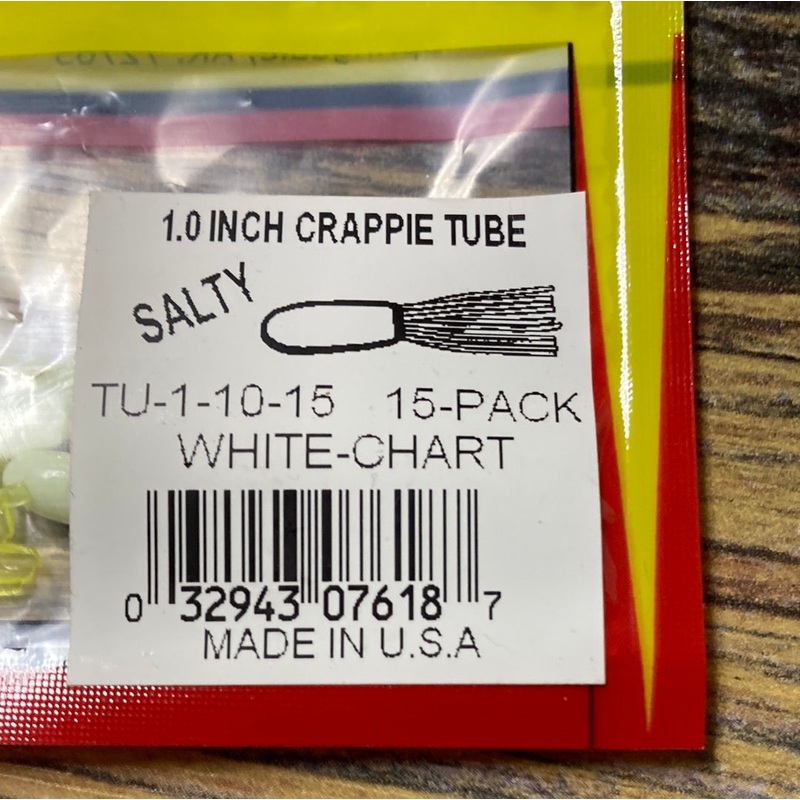 1.0 INCH CRAPPIE TUBE
SALTY
TU-1-10-15 15-PACK
WHITE-CHART
0 32943 07618 7
MADE IN U.S.A